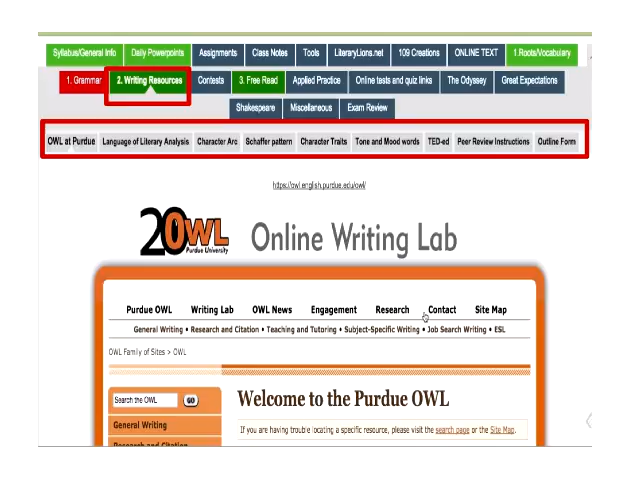 Syllabus/General Info Daily Powerpoints Assignments Class Notes Tools LiteraryLions.net 109 Creations ONLINE TEXT 1.Roots/Vocabulary
1. Grammar 2. Writing Resources Contests 3. Free Read Applied Practice Online tests and quiz links The Odyssey Great Expectations
Shakespeare Miscellaneous Exam Review
OWL at Purdue Language of Literary Analysis Character Arc Schaffer pattern Character Traits Tone and Mood words TED-ed Peer Review Instructions Outline Form
https://owl.english.purdue.edu/owl/
20 OWL Online Writing Lab
Purdue University
Purdue OWL Writing Lab OWL News Engagement Research Contact Site Map
General Writing • Research and Citation • Teaching and Tutoring • Subject-Specific Writing • Job Search Writing • ESL
OWL Family of Sites > OWL
Search the OWL GO Welcome to the Purdue OWL
General Writing If you are having trouble locating a specific resource, please visit the search page or the Site Map.
Research and Citation